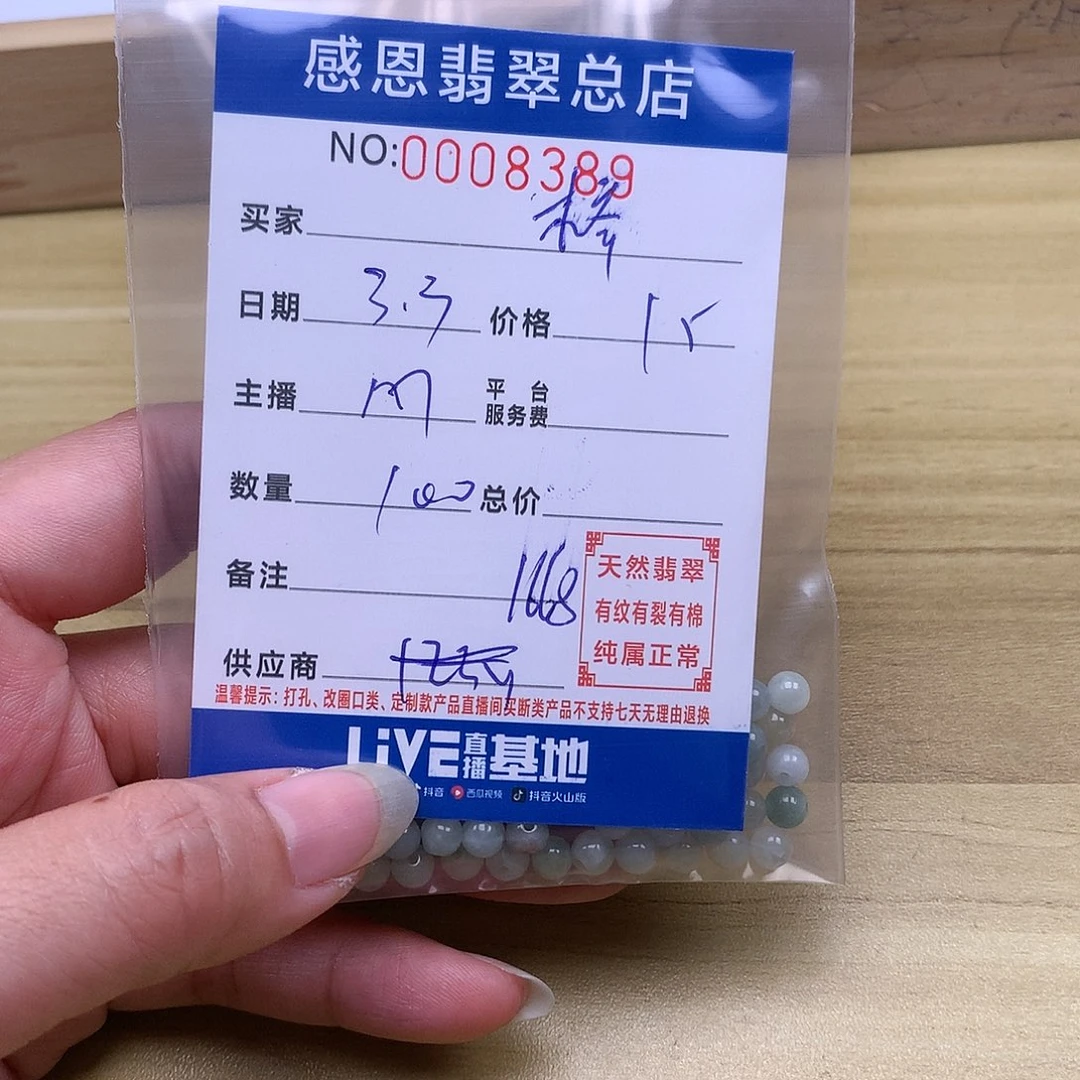 感恩翡翠总店
NO:0008389
买家
日期 3.3 价格 15
主播 m 平台服务费
数量 100 总价
备注 1668
天然翡翠
有纹有裂有棉
纯属正常
供应商
温馨提示：打孔、改圈口类、定制款产品直播间买断类产品不支持七天无理由退换
LiVE直播基地
抖音 西瓜视频 抖音火山版